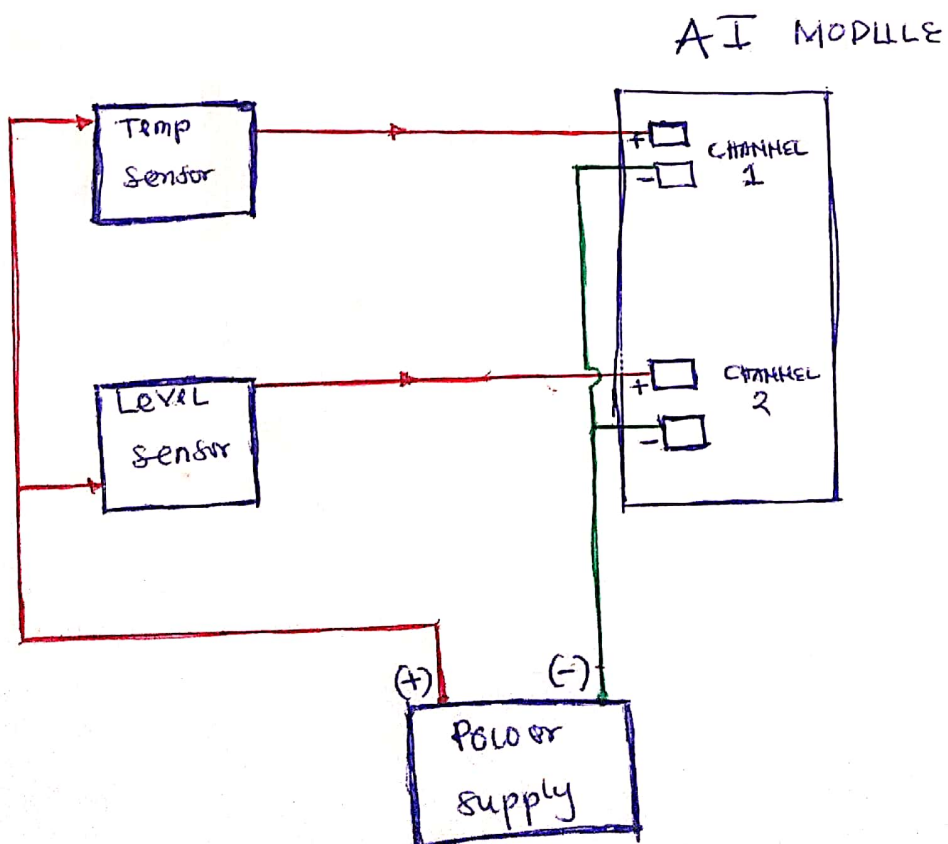 AI MODULE
Temp
Sensor
+
-
CHANNEL
1
Level
Sensor
+
-
CHANNEL
2
(+)
(-)
Power
supply